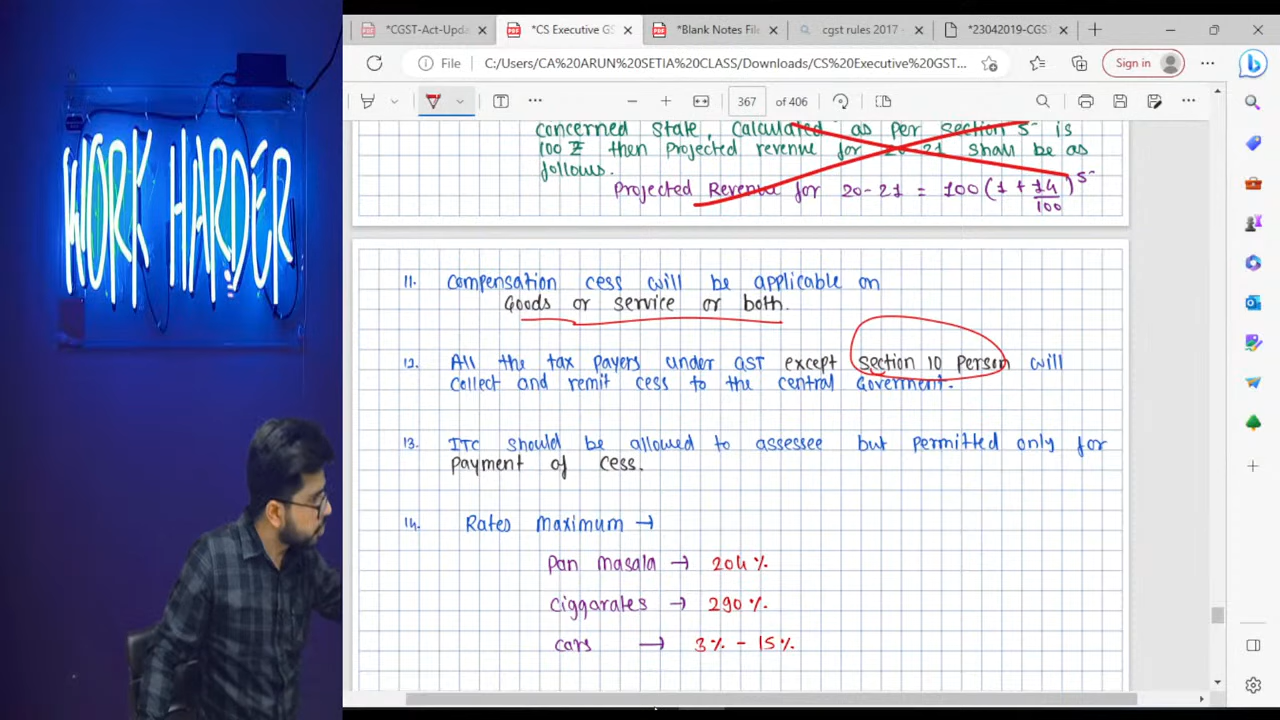 WORK HARDER
*CGST-Act-Upda
*CS Executive GS
*Blank Notes File
cgst rules 2017 -
*23042019-CGST
File
C:/Users/CA%20ARUN%20SETIA%20CLASS/Downloads/CS%20Executive%20GST...
Sign in
367 of 406
concerned State, Calculated as per section 5 is
100 then Projected revenue for 20-21 Shall be as
follows.
Projected Revenue for 20-21 = 100(1 + 14/100)5
11. Compensation cess will be applicable on
Goods or service or both.
12. All the tax payers under GST except section 10 Person will
collect and remit cess to the central Goverment.
13. ITC should be allowed to assessee but permitted only for
Payment of Cess.
14. Rates maximum →
Pan masala → 204%.
Ciggarates → 290%.
cars → 3% - 15%.